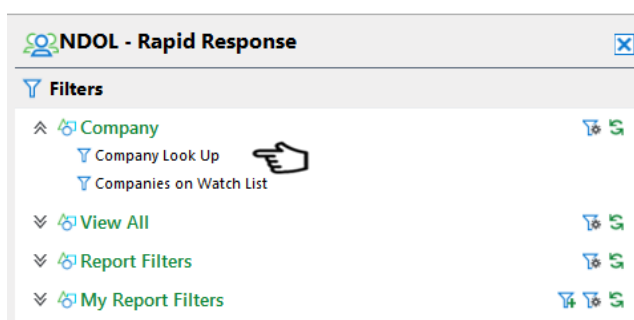 NDOL - Rapid Response
Filters
Company
Company Look Up
Companies on Watch List
View All
Report Filters
My Report Filters